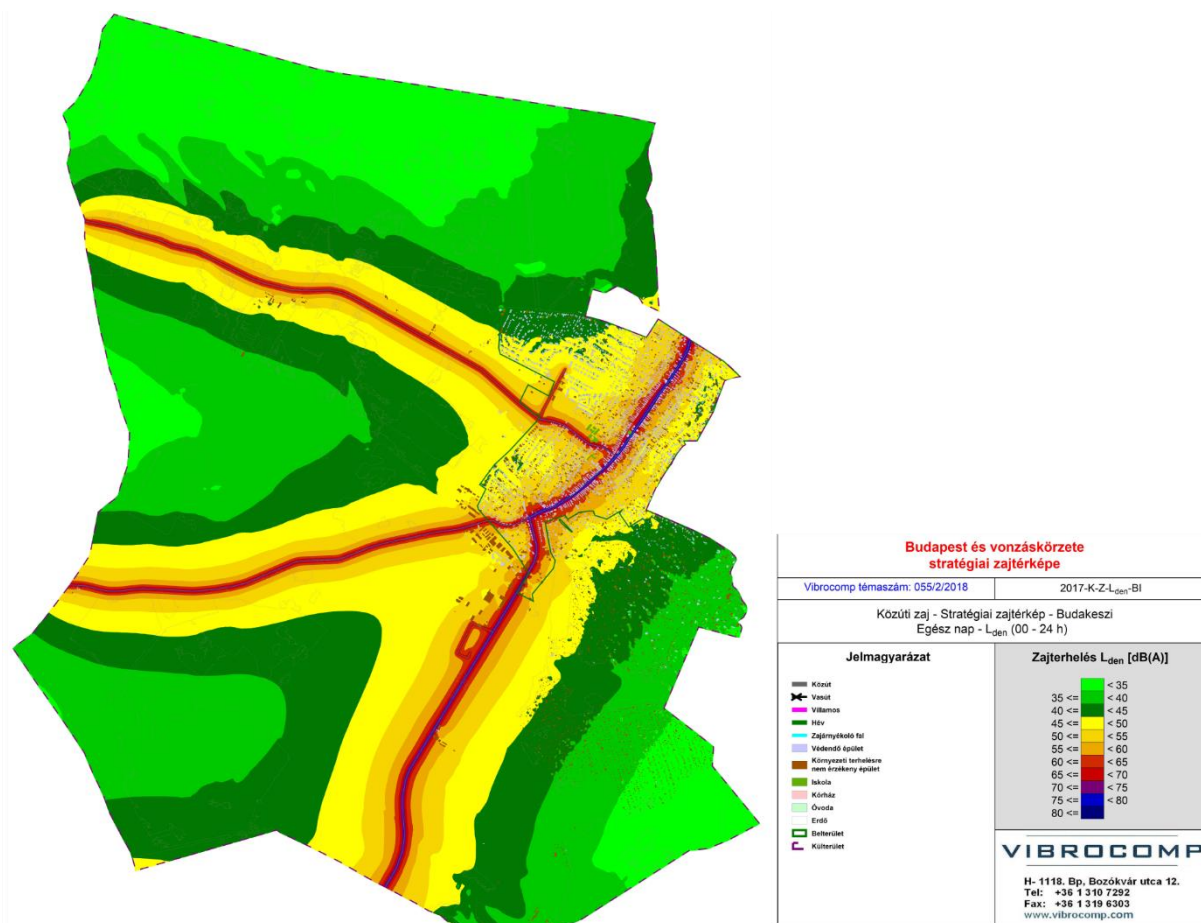 Budapest és vonzáskörzete
stratégiai zajtérképe
Vibrocomp témaszám: 055/2/2018
2017-K-Z-Lden-BI
Közúti zaj - Stratégiai zajtérkép - Budakeszi
Egész nap - Lden (00 - 24 h)
Jelmagyarázat
Közút
Vasút
Villamos
Hév
Zajárnyékoló fal
Védendő épület
Környezeti terhelésre
nem érzékeny épület
Iskola
Kórház
Óvoda
Erdő
Belterület
Külterület
Zajterhelés Lden [dB(A)]
< 35
35 <= < 40
40 <= < 45
45 <= < 50
50 <= < 55
55 <= < 60
60 <= < 65
65 <= < 70
70 <= < 75
75 <= < 80
80 <=
VIBROCOMP
H- 1118. Bp, Bozókvár utca 12.
Tel: +36 1 310 7292
Fax: +36 1 319 6303
www.vibrocomp.com